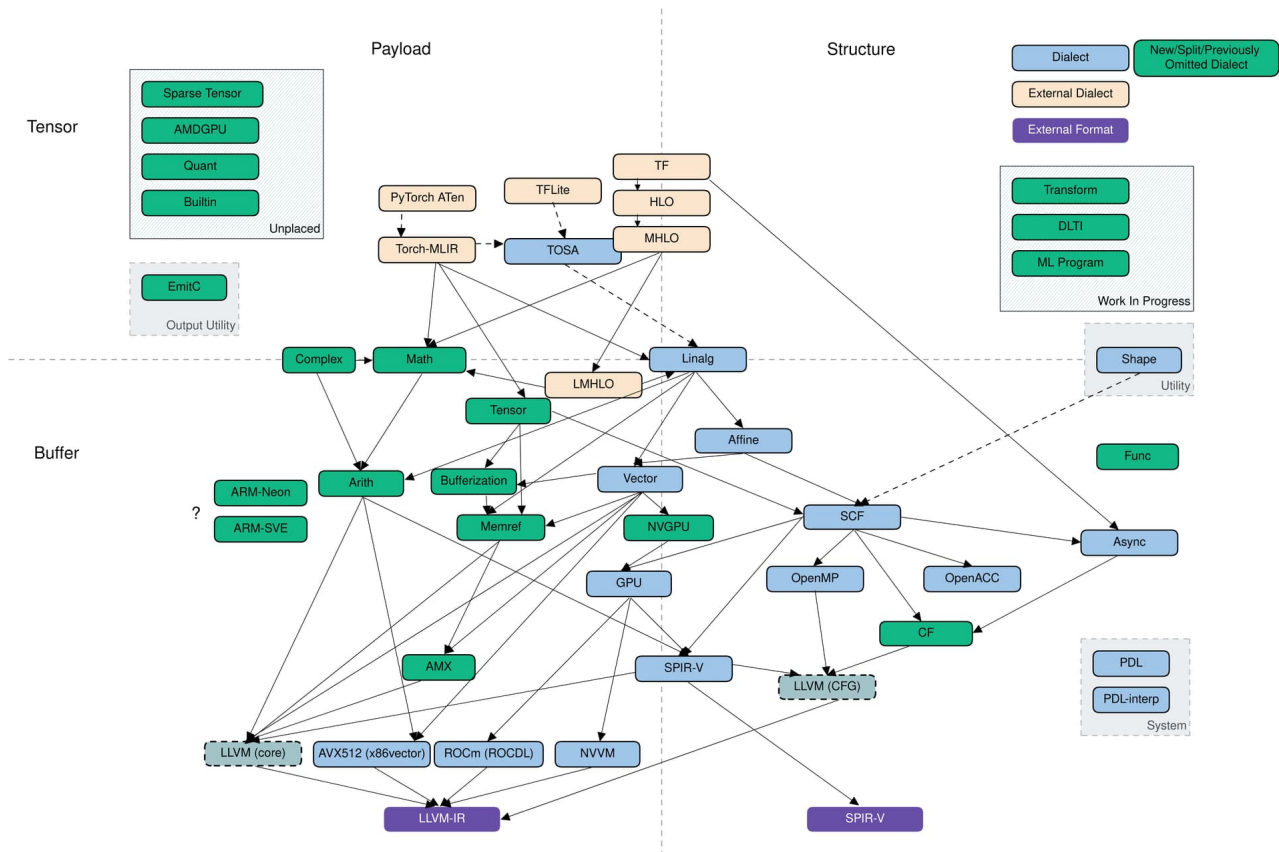 Payload
Structure
Dialect
New/Split/Previously
Omitted Dialect
External Dialect
External Format
Tensor
Sparse Tensor
AMDGPU
Quant
Builtin
Unplaced
EmitC
Output Utility
PyTorch ATen
TFLite
TF
HLO
MHLO
Torch-MLIR
TOSA
Transform
DLTI
ML Program
Work In Progress
Complex
Math
Linalg
LMHLO
Shape
Utility
Tensor
Affine
Buffer
Func
Arith
Bufferization
Vector
ARM-Neon
?
ARM-SVE
Memref
NVGPU
SCF
Async
GPU
OpenMP
OpenACC
CF
AMX
SPIR-V
LLVM (CFG)
PDL
PDL-interp
System
LLVM (core)
AVX512 (x86vector)
ROCm (ROCDL)
NVVM
LLVM-IR
SPIR-V